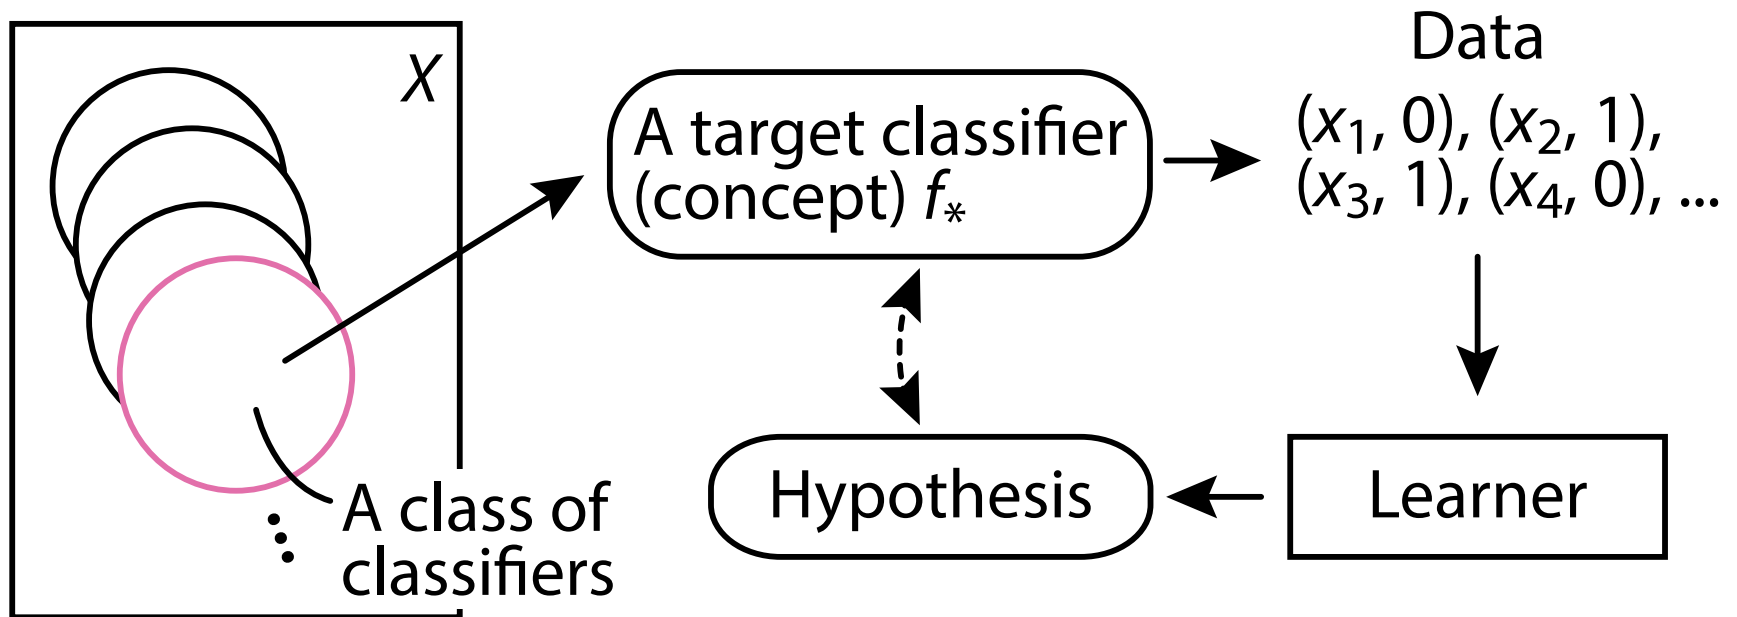 X
A class of
classifiers
A target classifier
(concept) f*
Data
(x1, 0), (x2, 1),
(x3, 1), (x4, 0), ...
Learner
Hypothesis